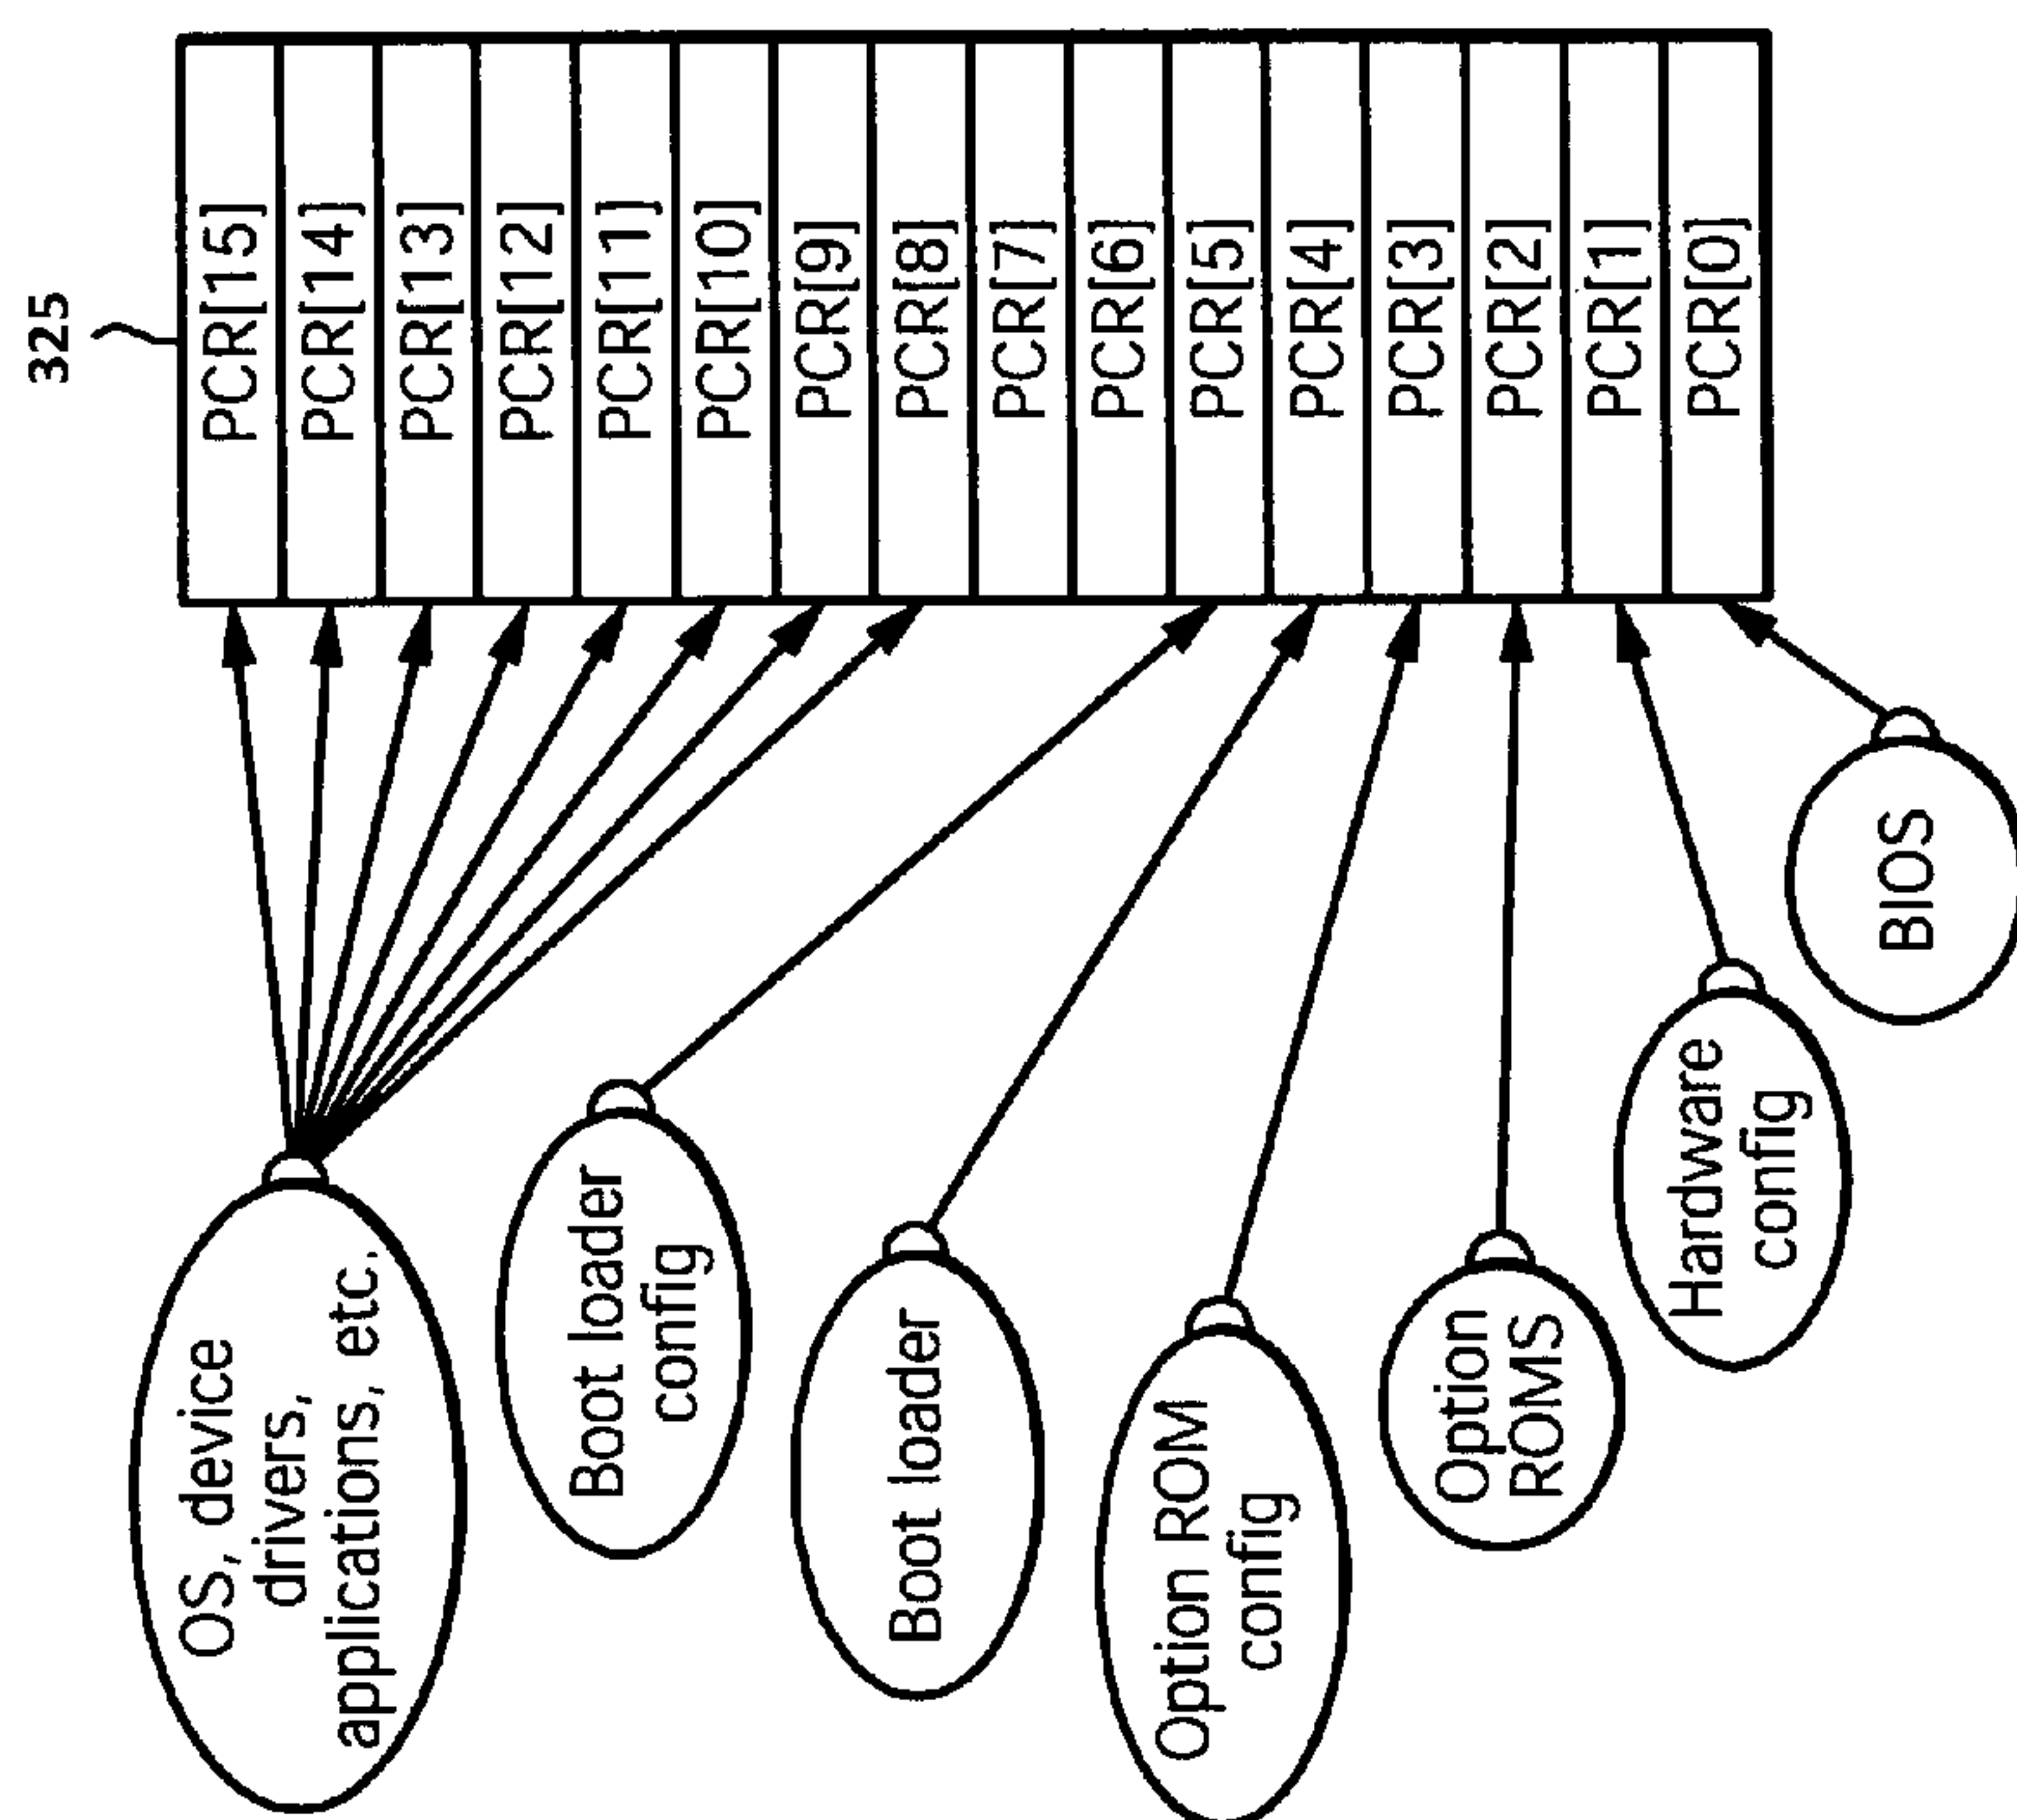 325
PCR[15]
PCR[14]
PCR[13]
PCR[12]
PCR[11]
PCR[10]
PCR[9]
PCR[8]
PCR[7]
PCR[6]
PCR[5]
PCR[4]
PCR[3]
PCR[2]
PCR[1]
PCR[0]
OS, device
drivers,
applications, etc.
Boot loader
config
Boot loader
Option ROM
config
Option
ROMS
Hardware
config
BIOS